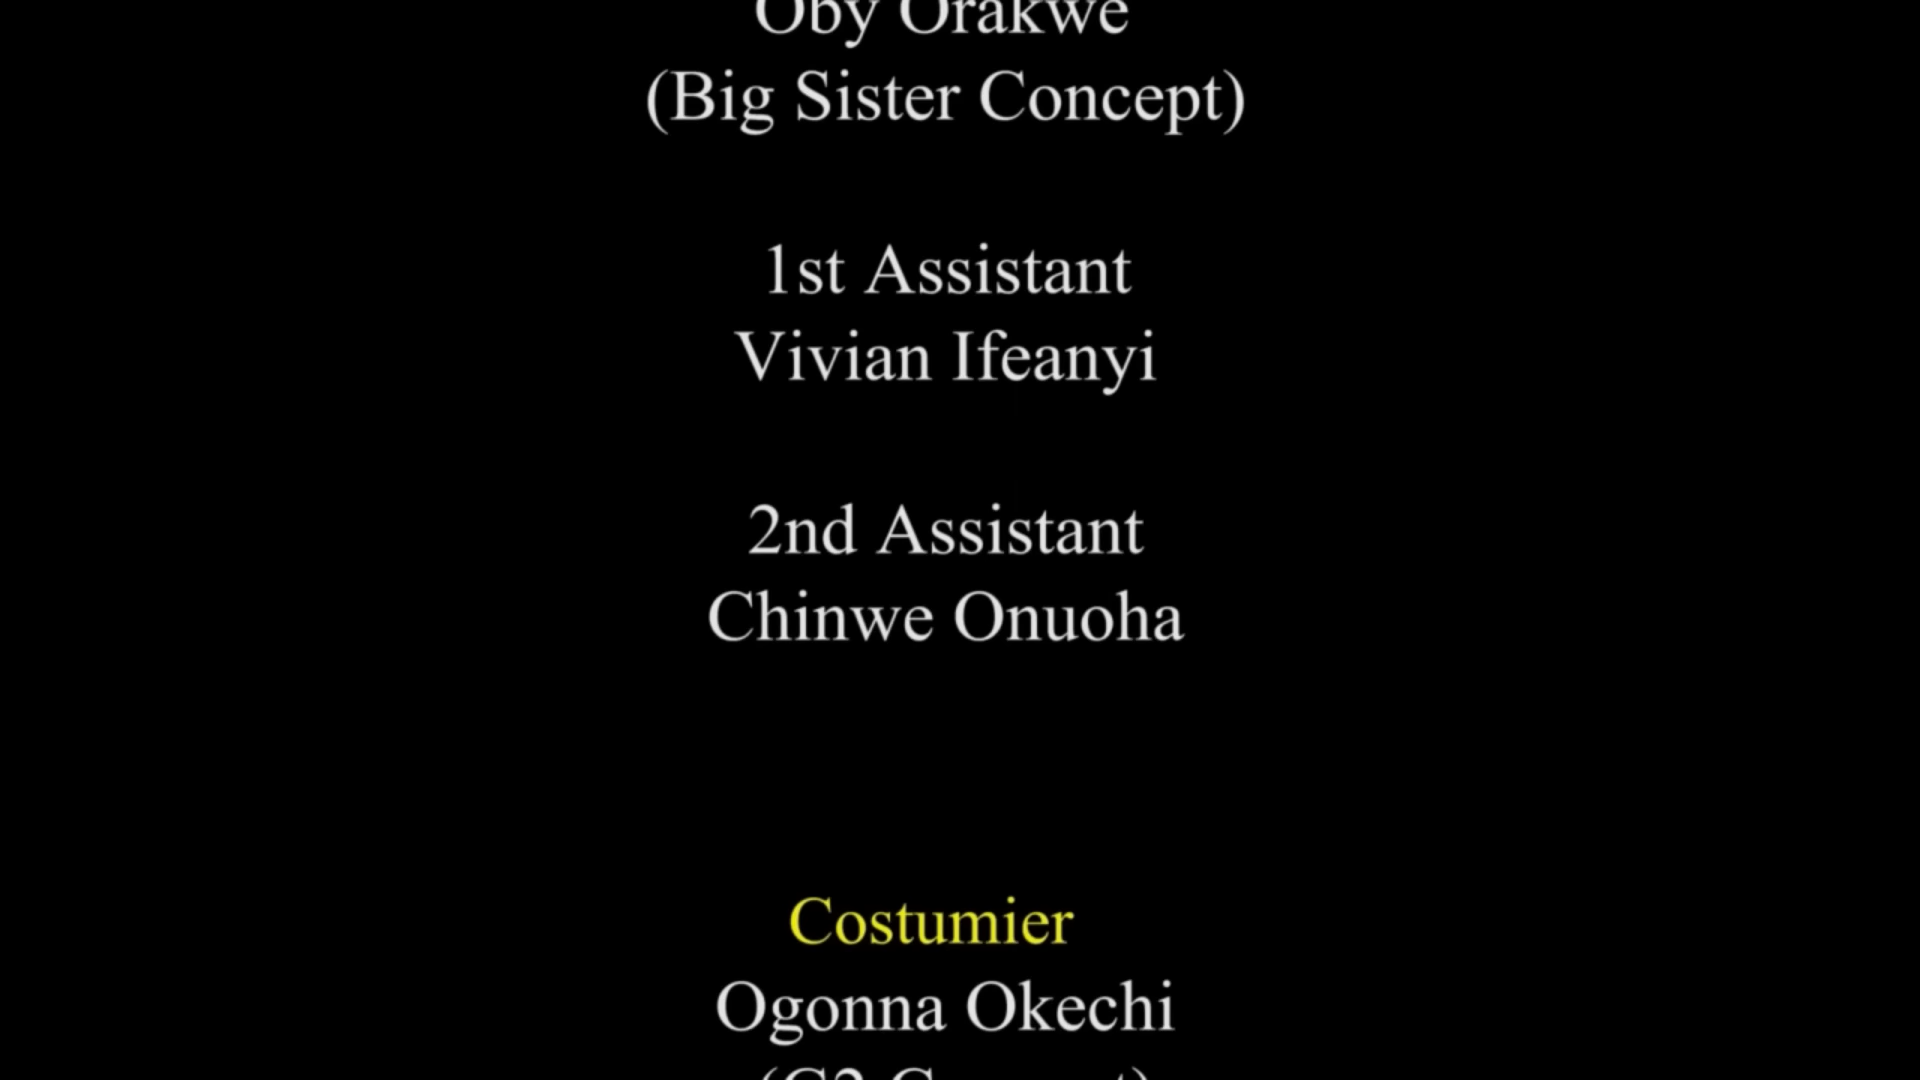 Oby Orakwe
(Big Sister Concept)
1st Assistant
Vivian Ifeanyi
2nd Assistant
Chinwe Onuoha
Costumier
Ogonna Okechi